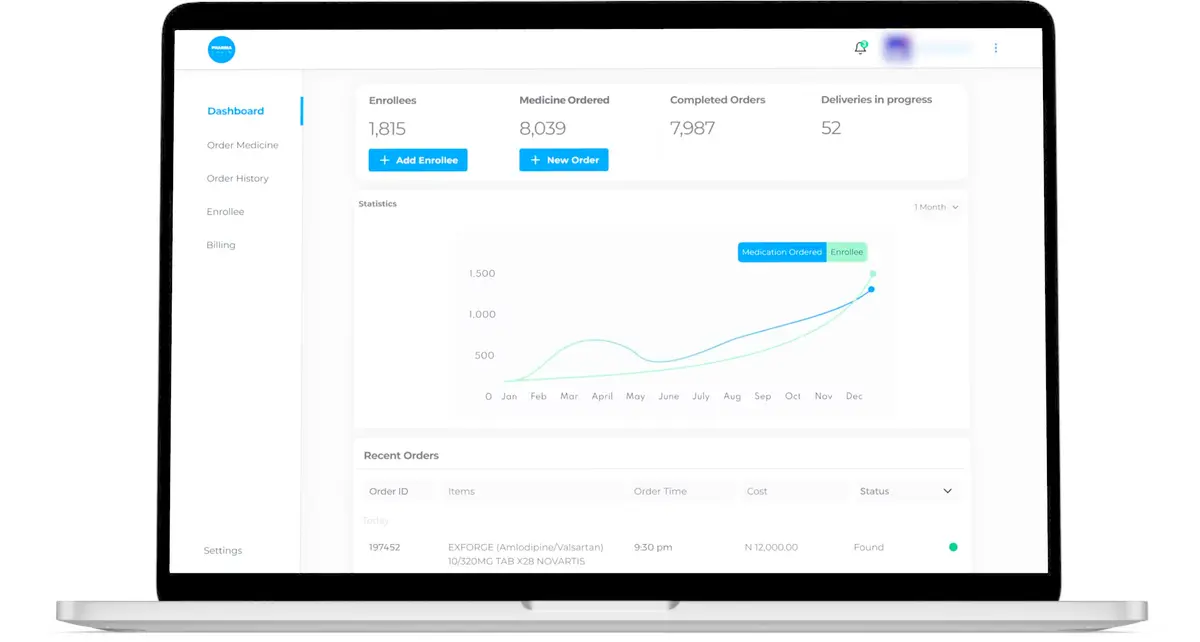 PHARMA
2
Dashboard
Order Medicine
Order History
Enrollee
Billing
Settings
Enrollees
1,815
+ Add Enrollee
Medicine Ordered
8,039
+ New Order
Completed Orders
7,987
Deliveries in progress
52
Statistics
1 Month
Medication Ordered Enrollee
1,500
1,000
500
0 Jan Feb Mar April May June July Aug Sep Oct Nov Dec
Recent Orders
Order ID Items Order Time Cost Status
Today
197452 EXFORGE (Amlodipine/Valsartan) 9:30 pm N 12,000.00 Found
10/320MG TAB X28 NOVARTIS